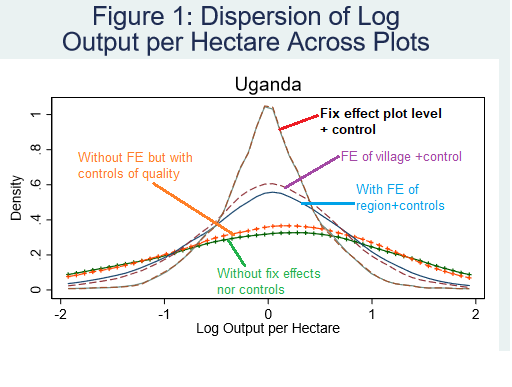 Figure 1: Dispersion of Log
Output per Hectare Across Plots
Uganda
Fix effect plot level
+ control
Without FE but with
controls of quality
FE of village +control
With FE of
region+controls
Without fix effects
nor controls
Density
1
.8
.6
.4
.2
0
-2 -1 0 1 2
Log Output per Hectare